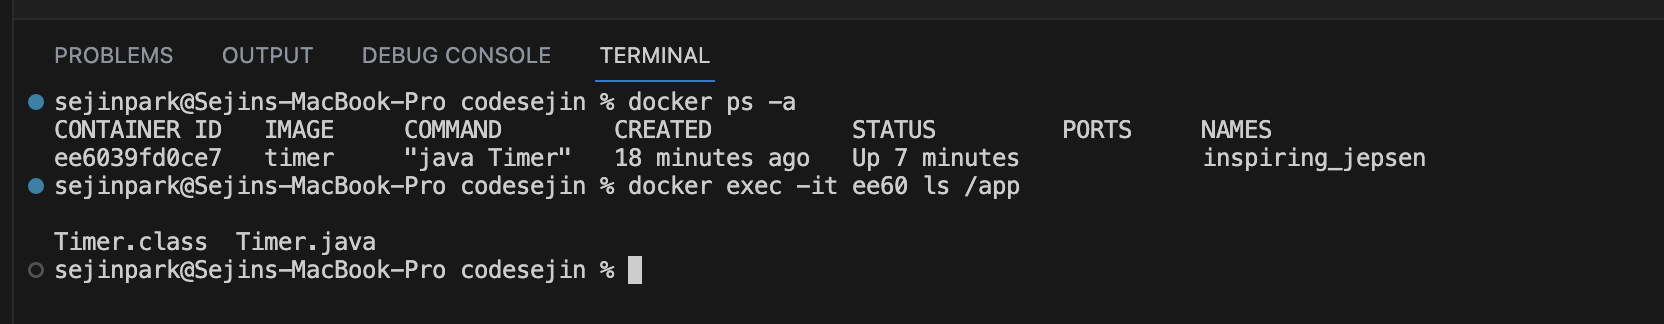 PROBLEMS OUTPUT DEBUG CONSOLE TERMINAL
sejinpark@Sejins-MacBook-Pro codesejin % docker ps -a
CONTAINER ID IMAGE COMMAND CREATED STATUS PORTS NAMES
ee6039fd0ce7 timer "java Timer" 18 minutes ago Up 7 minutes inspiring_jepsen
sejinpark@Sejins-MacBook-Pro codesejin % docker exec -it ee60 ls /app
Timer.class Timer.java
sejinpark@Sejins-MacBook-Pro codesejin %